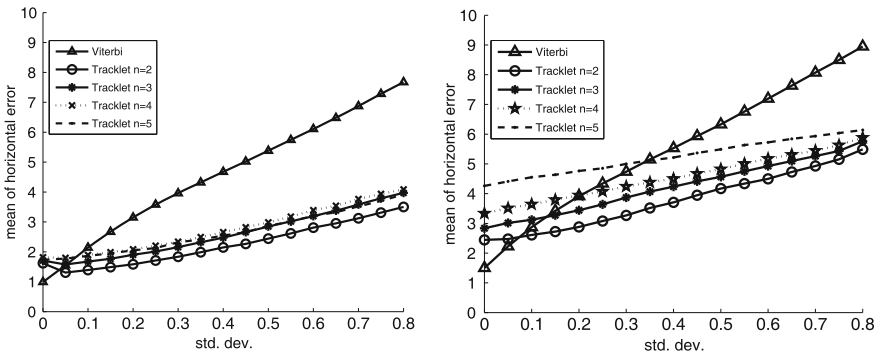 10
9
8
7
6
5
4
3
2
1
0
mean of horizontal error
Viterbi
Tracklet n=2
Tracklet n=3
Tracklet n=4
Tracklet n=5
0 0.1 0.2 0.3 0.4 0.5 0.6 0.7 0.8
std. dev.
10
9
8
7
6
5
4
3
2
1
0
mean of horizontal error
Viterbi
Tracklet n=2
Tracklet n=3
Tracklet n=4
Tracklet n=5
0 0.1 0.2 0.3 0.4 0.5 0.6 0.7 0.8
std. dev.